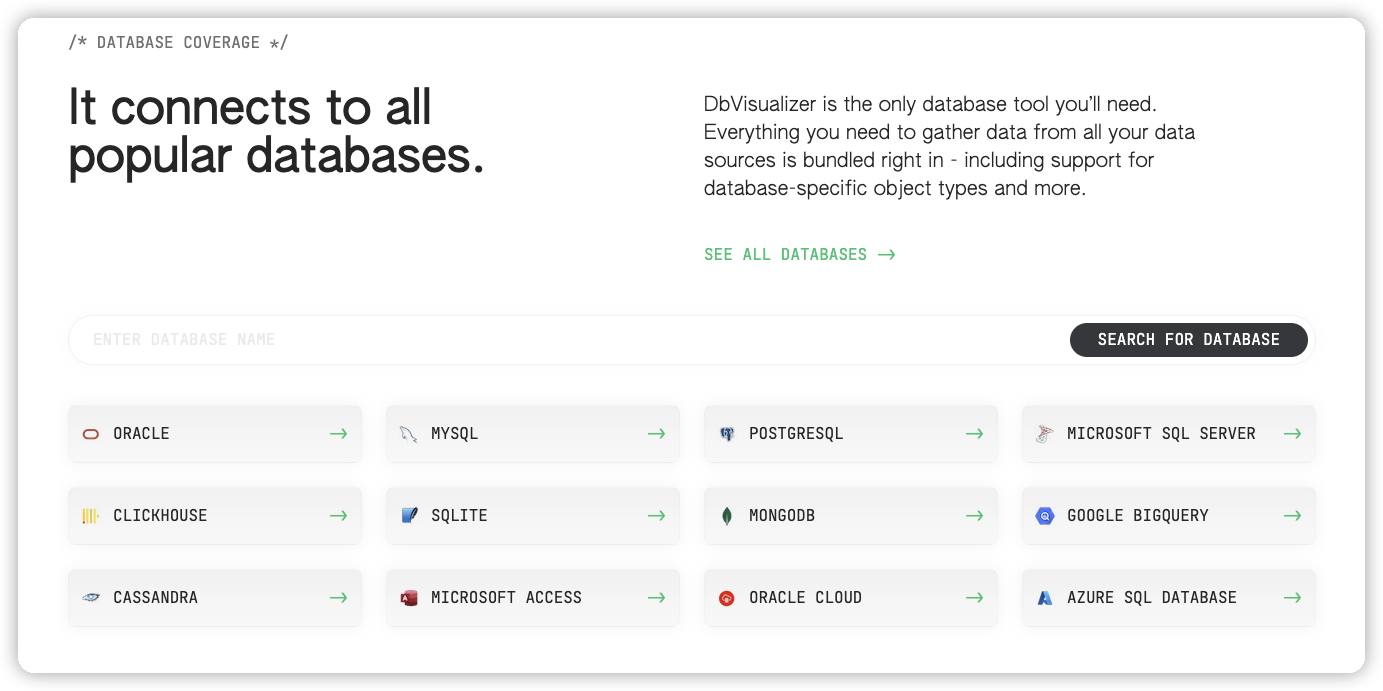 /* DATABASE COVERAGE */
It connects to all
popular databases.
DbVisualizer is the only database tool you'll need.
Everything you need to gather data from all your data
sources is bundled right in - including support for
database-specific object types and more.
SEE ALL DATABASES →
ENTER DATABASE NAME
SEARCH FOR DATABASE
ORACLE →
MYSQL →
POSTGRESQL →
MICROSOFT SQL SERVER →
CLICKHOUSE →
SQLITE →
MONGODB →
GOOGLE BIGQUERY →
CASSANDRA →
MICROSOFT ACCESS →
ORACLE CLOUD →
AZURE SQL DATABASE →